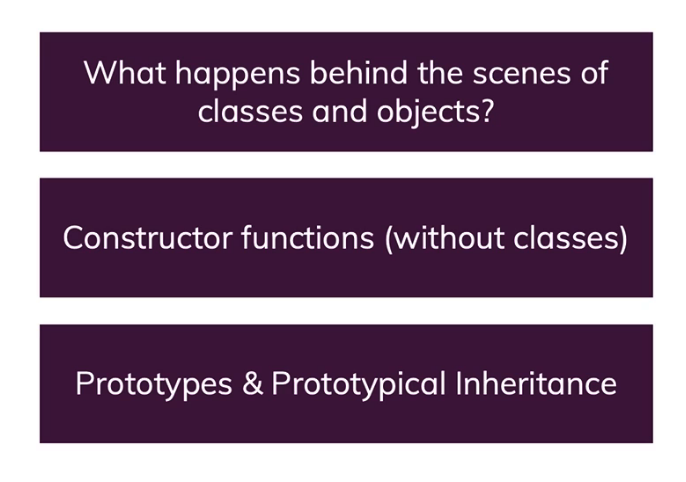 What happens behind the scenes of
classes and objects?
Constructor functions (without classes)
Prototypes & Prototypical Inheritance